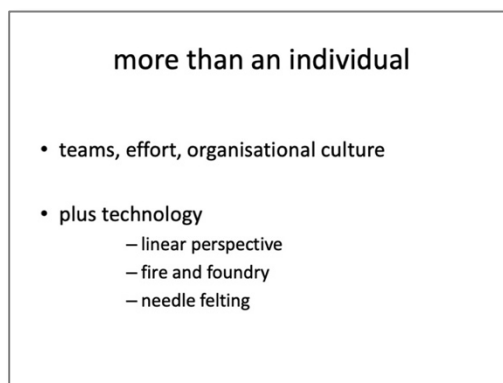 more than an individual
• teams, effort, organisational culture
• plus technology
– linear perspective
– fire and foundry
– needle felting